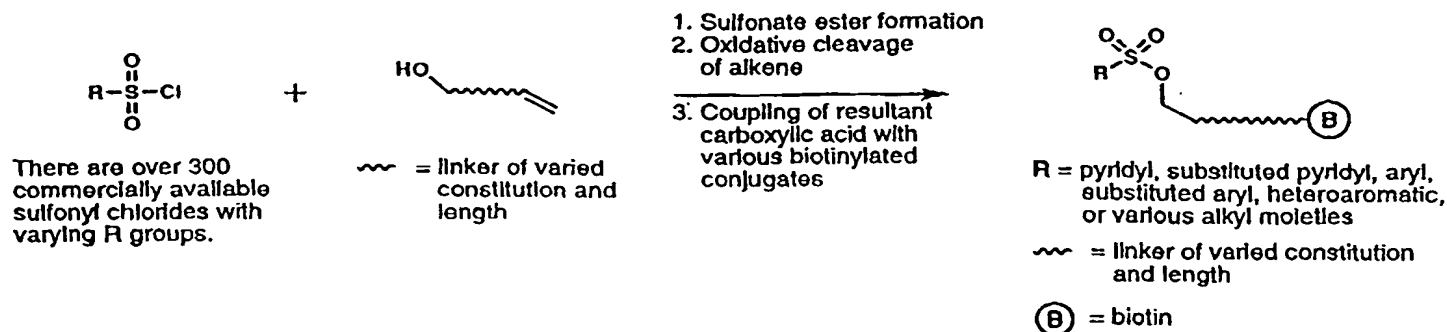 O
R–S–Cl
O
There are over 300
commercially available
sulfonyl chlorides with
varying R groups.
+
HO
= linker of varied
constitution and
length
1. Sulfonate ester formation
2. Oxidative cleavage
of alkene
3. Coupling of resultant
carboxylic acid with
various biotinylated
conjugates
O O
R S O
B
R = pyridyl, substituted pyridyl, aryl,
substituted aryl, heteroaromatic,
or various alkyl moieties
= linker of varied constitution
and length
B = biotin